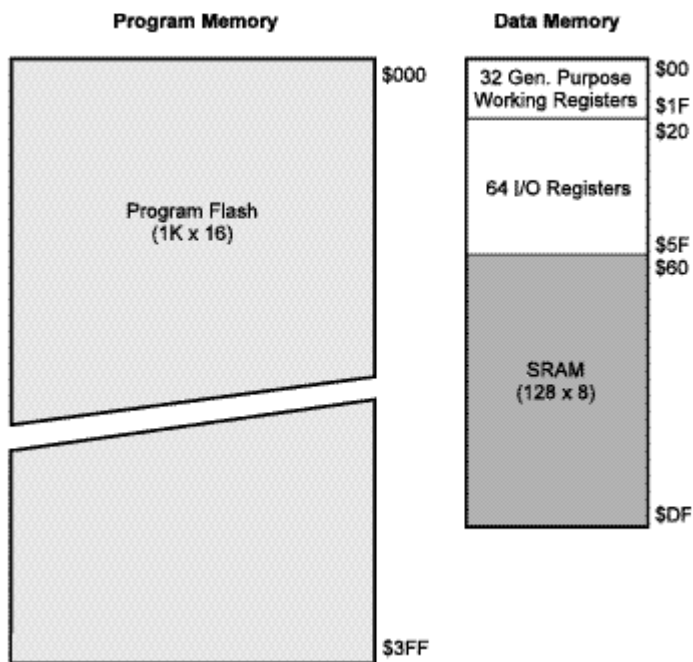 Program Memory
$000
Program Flash
(1K x 16)
$3FF
Data Memory
32 Gen. Purpose
Working Registers
$00
$1F
$20
64 I/O Registers
$5F
$60
SRAM
(128 x 8)
$DF